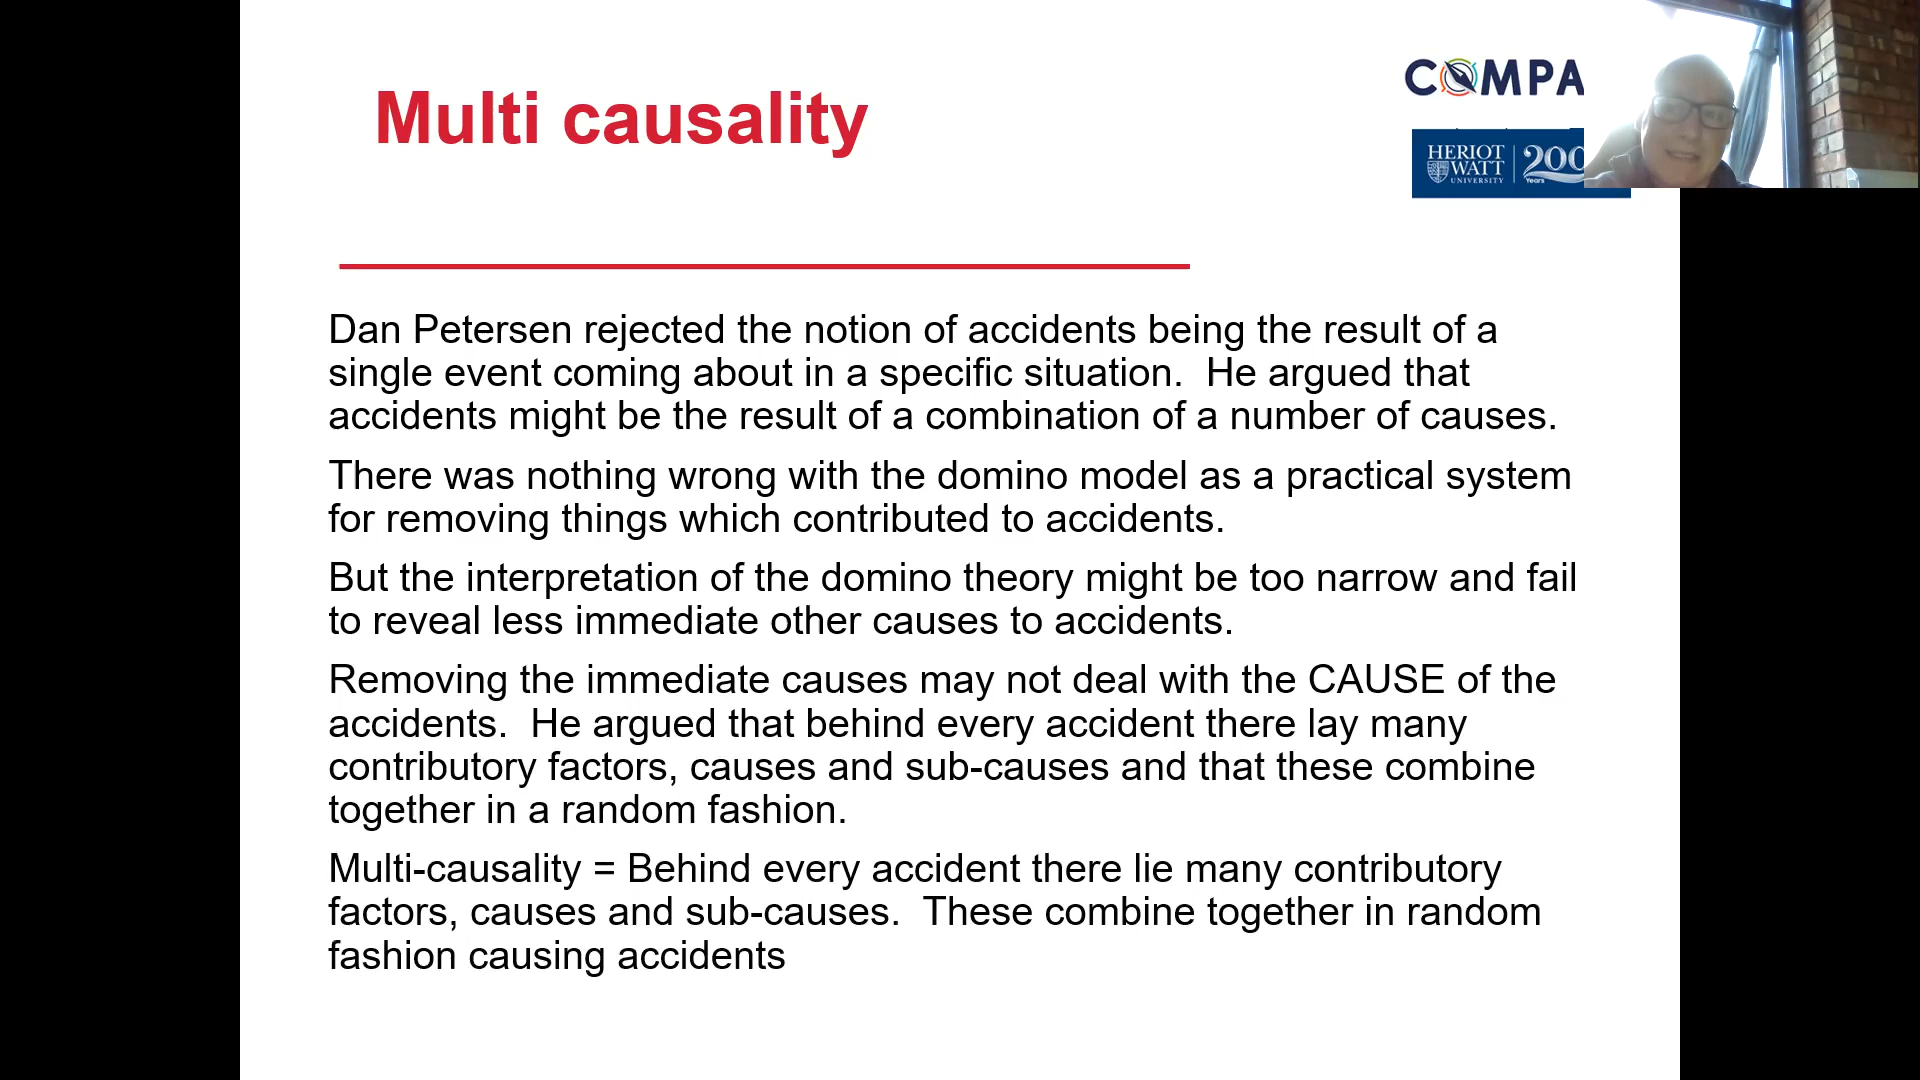 Multi causality
COMPA
HERIOT
WATT
UNIVERSITY
200
Years
Dan Petersen rejected the notion of accidents being the result of a
single event coming about in a specific situation.  He argued that
accidents might be the result of a combination of a number of causes.
There was nothing wrong with the domino model as a practical system
for removing things which contributed to accidents.
But the interpretation of the domino theory might be too narrow and fail
to reveal less immediate other causes to accidents.
Removing the immediate causes may not deal with the CAUSE of the
accidents.  He argued that behind every accident there lay many
contributory factors, causes and sub-causes and that these combine
together in a random fashion.
Multi-causality = Behind every accident there lie many contributory
factors, causes and sub-causes.  These combine together in random
fashion causing accidents